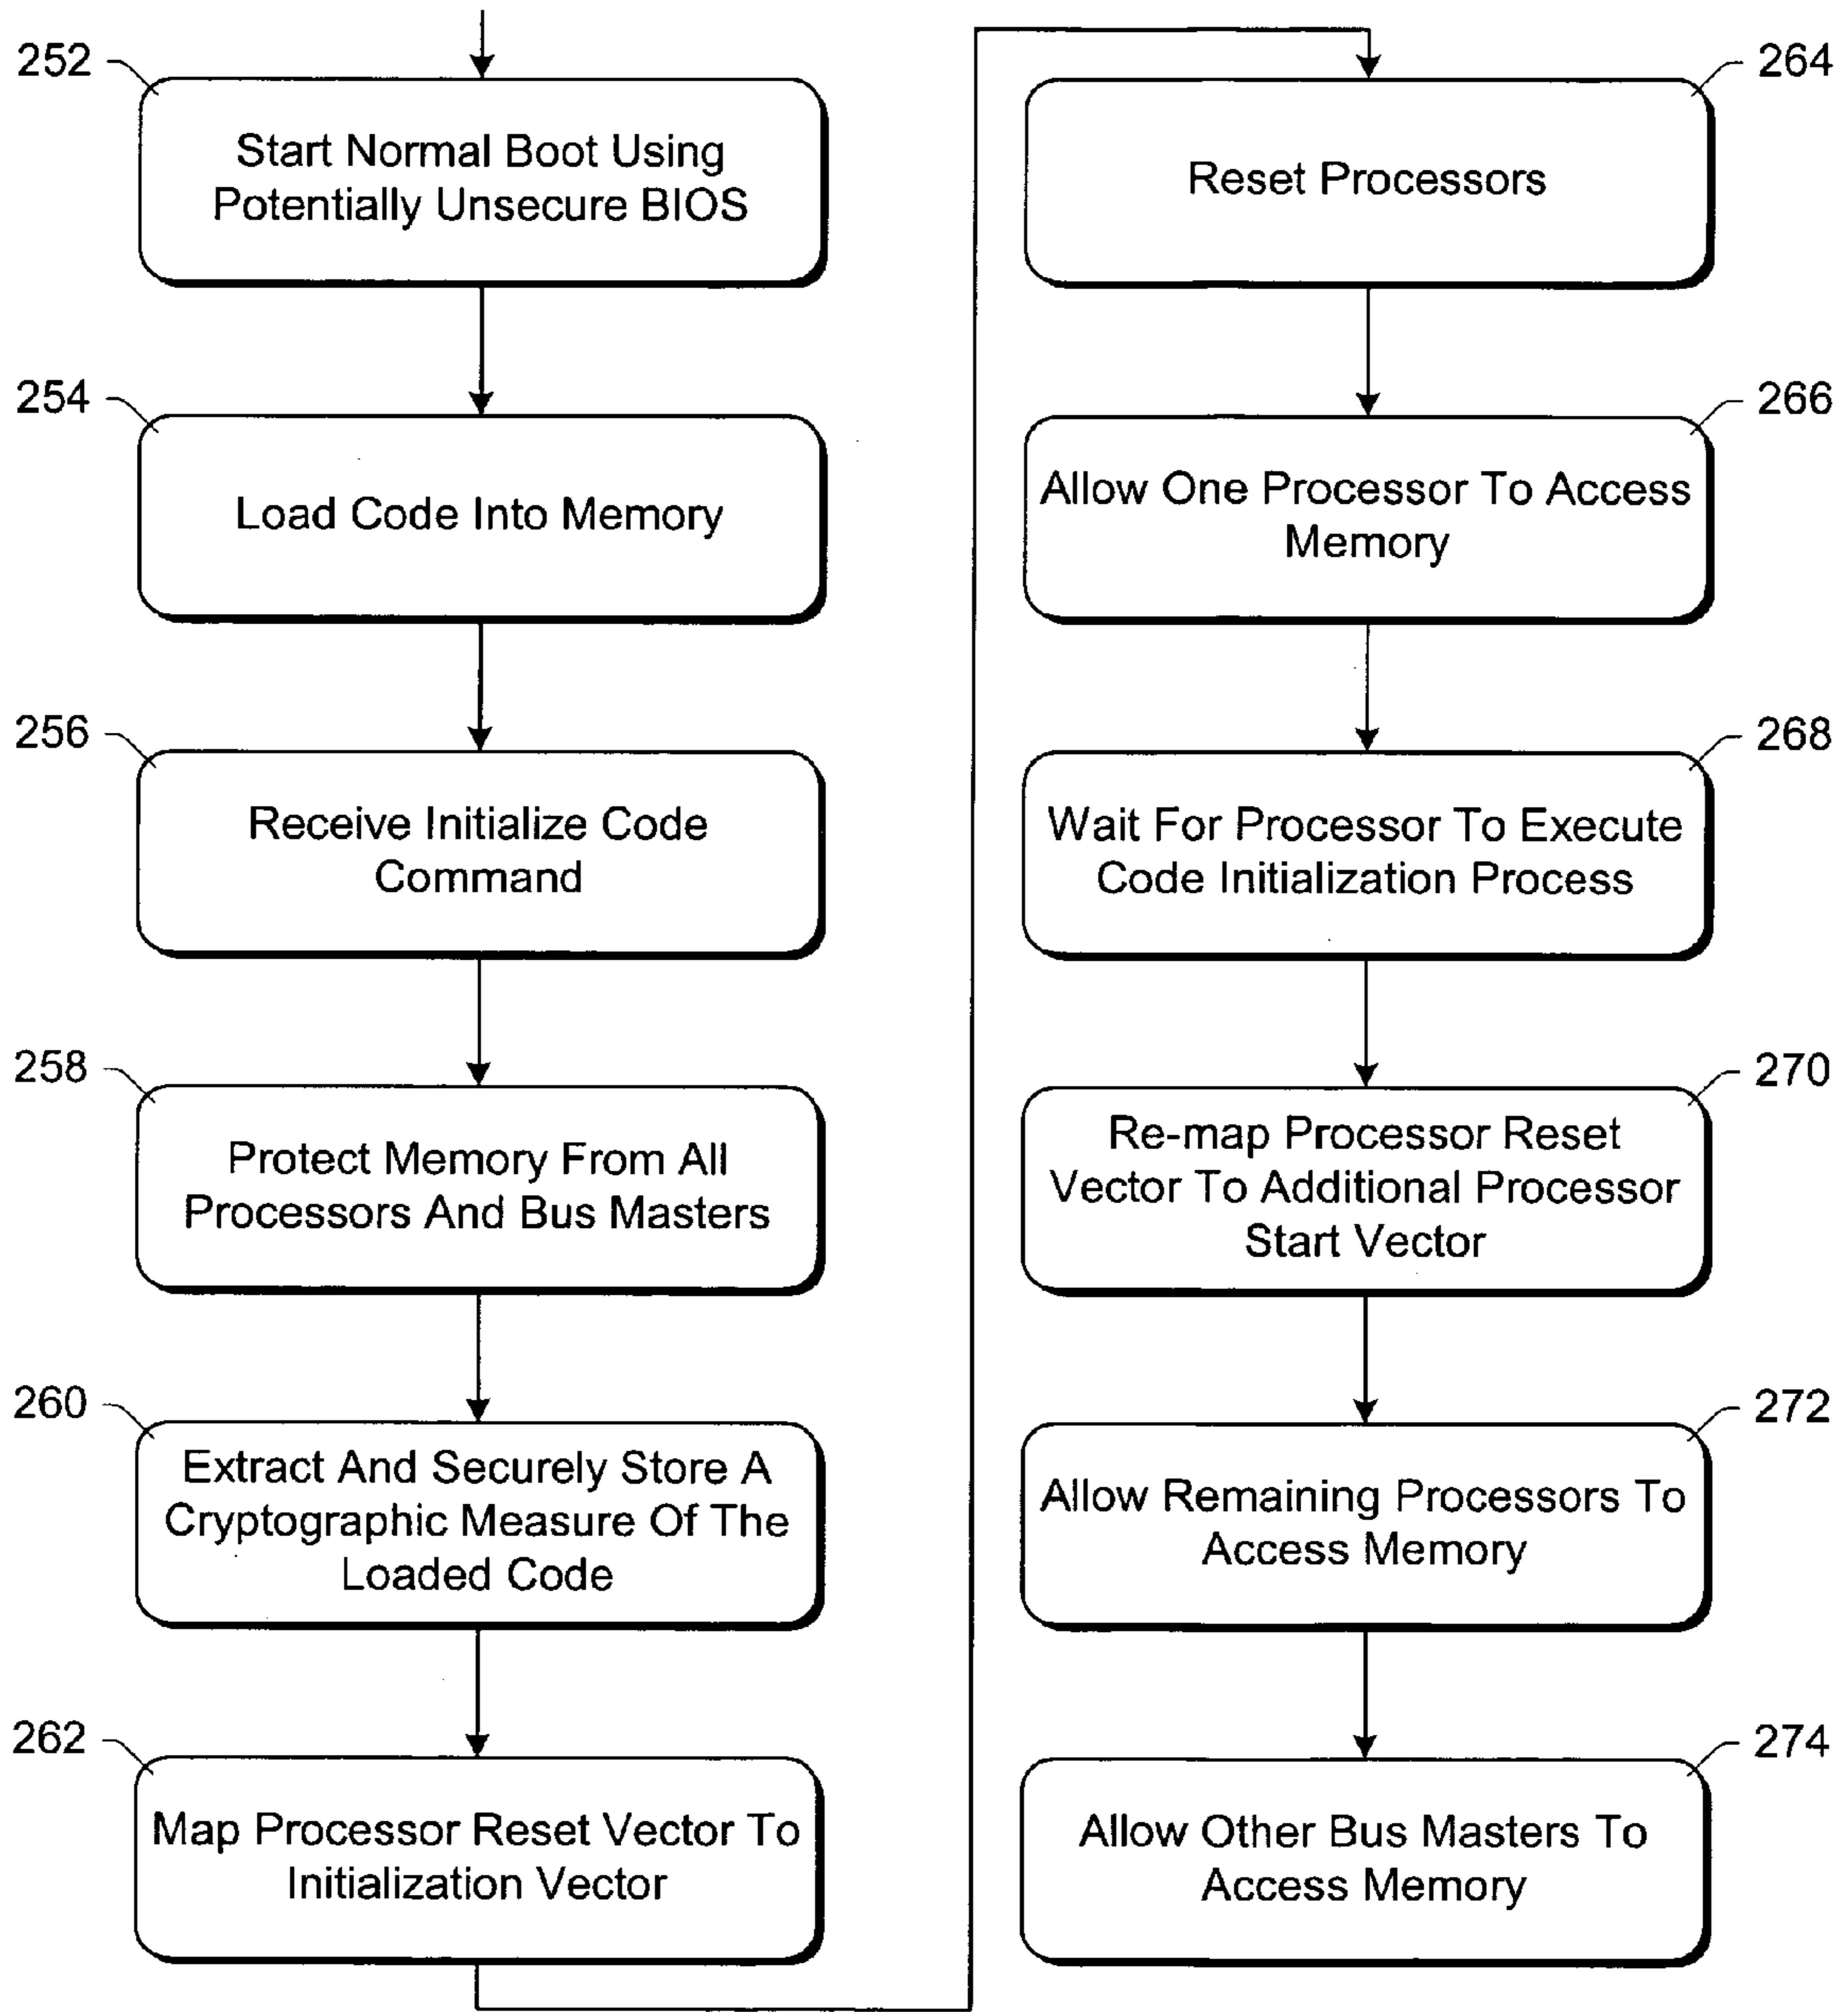 252
Start Normal Boot Using
Potentially Unsecure BIOS
254
Load Code Into Memory
256
Receive Initialize Code
Command
258
Protect Memory From All
Processors And Bus Masters
260
Extract And Securely Store A
Cryptographic Measure Of The
Loaded Code
262
Map Processor Reset Vector To
Initialization Vector
264
Reset Processors
266
Allow One Processor To Access
Memory
268
Wait For Processor To Execute
Code Initialization Process
270
Re-map Processor Reset
Vector To Additional Processor
Start Vector
272
Allow Remaining Processors To
Access Memory
274
Allow Other Bus Masters To
Access Memory